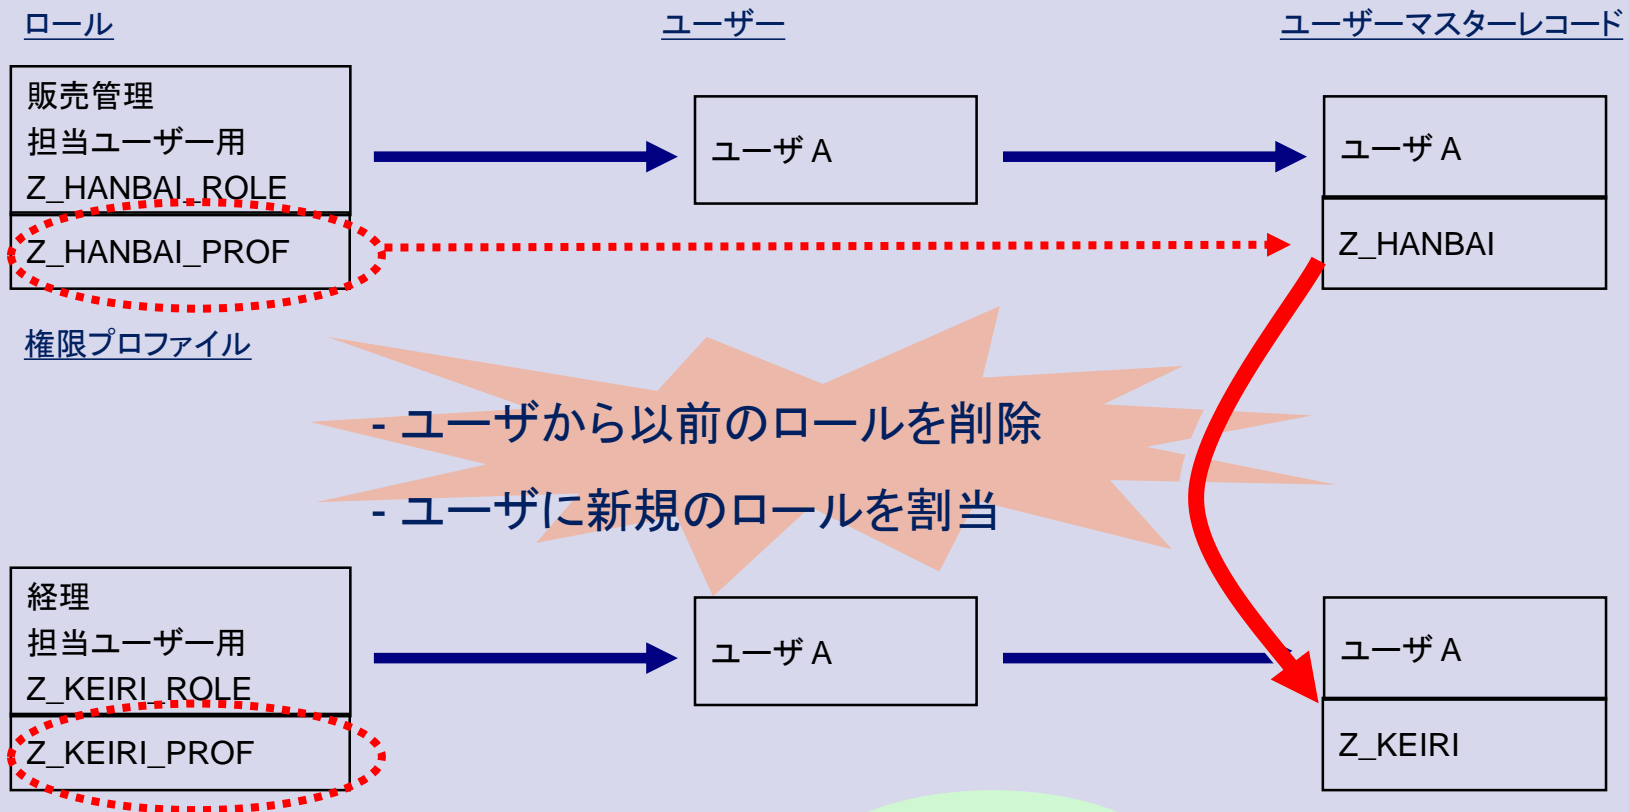 ロール
ユーザー
ユーザーマスターレコード
販売管理
担当ユーザー用
Z_HANBAI_ROLE
Z_HANBAI_PROF
ユーザ A
ユーザ A
Z_HANBAI
権限プロファイル
- ユーザから以前のロールを削除
- ユーザに新規のロールを割当
経理
担当ユーザー用
Z_KEIRI_ROLE
Z_KEIRI_PROF
ユーザ A
ユーザ A
Z_KEIRI